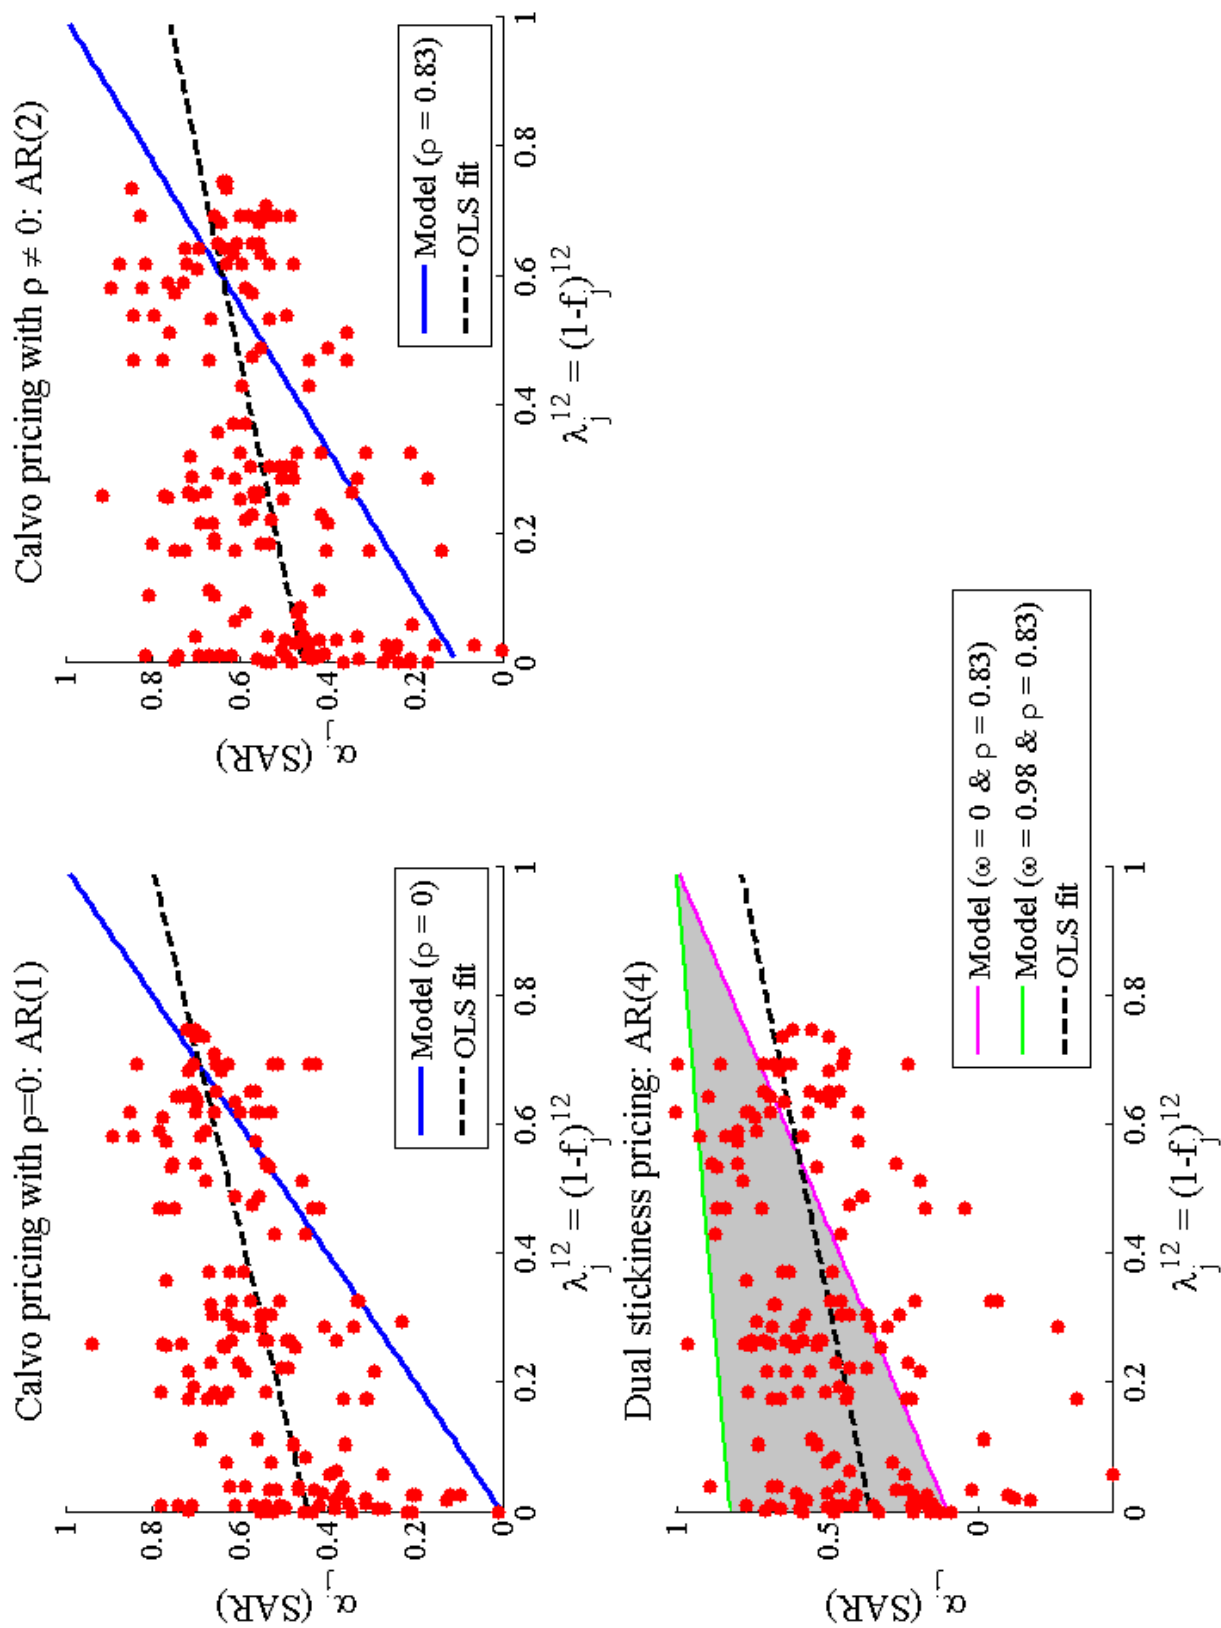 Calvo pricing with ρ=0: AR(1)
α_j (SAR)
1
0.8
0.6
0.4
0.2
0
0
0.2
0.4
0.6
0.8
1
λ_j^12 = (1-f_j)^12
Model (ρ = 0)
OLS fit
Calvo pricing with ρ ≠ 0: AR(2)
α_j (SAR)
1
0.8
0.6
0.4
0.2
0
0
0.2
0.4
0.6
0.8
1
λ_j^12 = (1-f_j)^12
Model (ρ = 0.83)
OLS fit
Dual stickiness pricing: AR(4)
α_j (SAR)
1
0.5
0
0
0.2
0.4
0.6
0.8
1
λ_j^12 = (1-f_j)^12
Model (ω = 0 & ρ = 0.83)
Model (ω = 0.98 & ρ = 0.83)
OLS fit